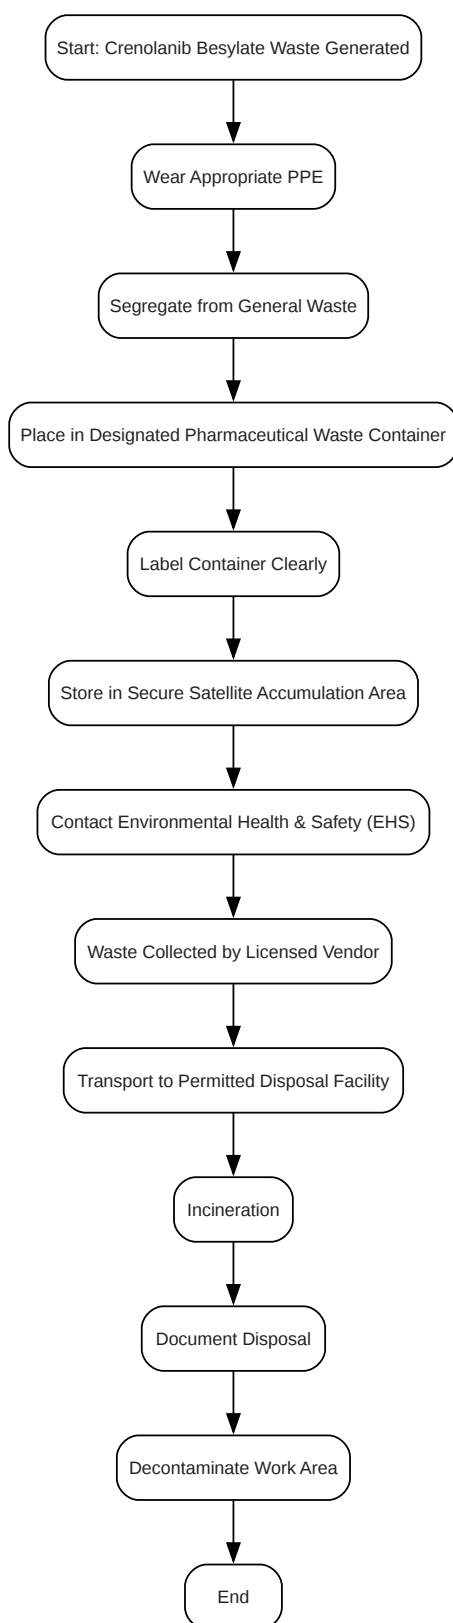 Start: Crenolanib Besylate Waste Generated
Wear Appropriate PPE
Segregate from General Waste
Place in Designated Pharmaceutical Waste Container
Label Container Clearly
Store in Secure Satellite Accumulation Area
Contact Environmental Health & Safety (EHS)
Waste Collected by Licensed Vendor
Transport to Permitted Disposal Facility
Incineration
Document Disposal
Decontaminate Work Area
End